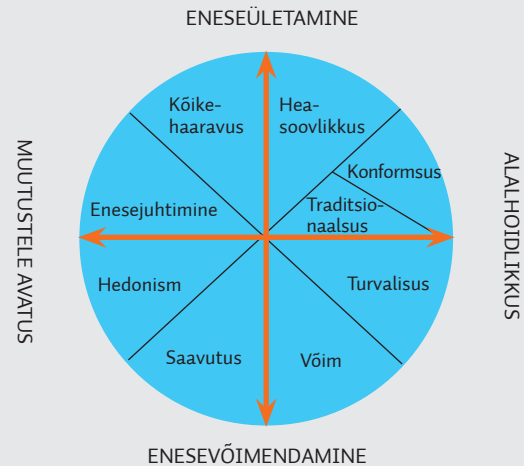 ENESEÜLETAMINE
Kõike-
haaravus
Hea-
soovlikkus
MUUTUSTELE AVATUS
ALALHOIDLIKKUS
Konformsus
Enesejuhtimine
Traditsio-
naalsus
Hedonism
Turvalisus
Saavutus
Võim
ENESEVÕIMENDAMINE